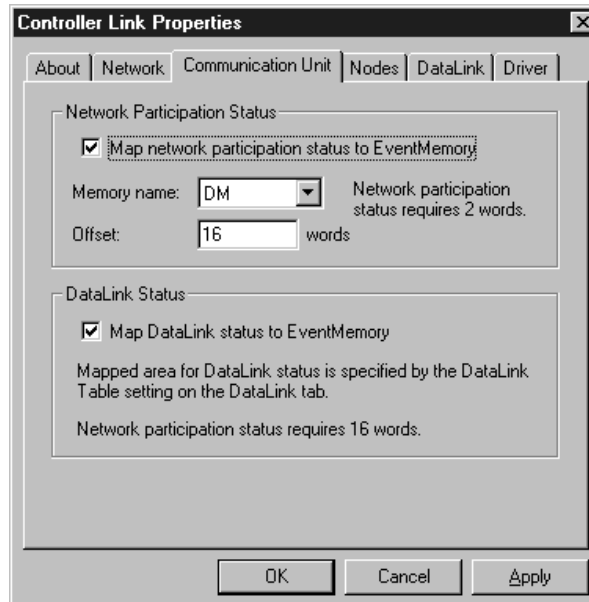 Controller Link Properties
About Network Communication Unit Nodes DataLink Driver
Network Participation Status
Map network participation status to EventMemory
Memory name: DM
Network participation
status requires 2 words.
Offset: 16 words
DataLink Status
Map DataLink status to EventMemory
Mapped area for DataLink status is specified by the DataLink
Table setting on the DataLink tab.
Network participation status requires 16 words.
OK Cancel Apply